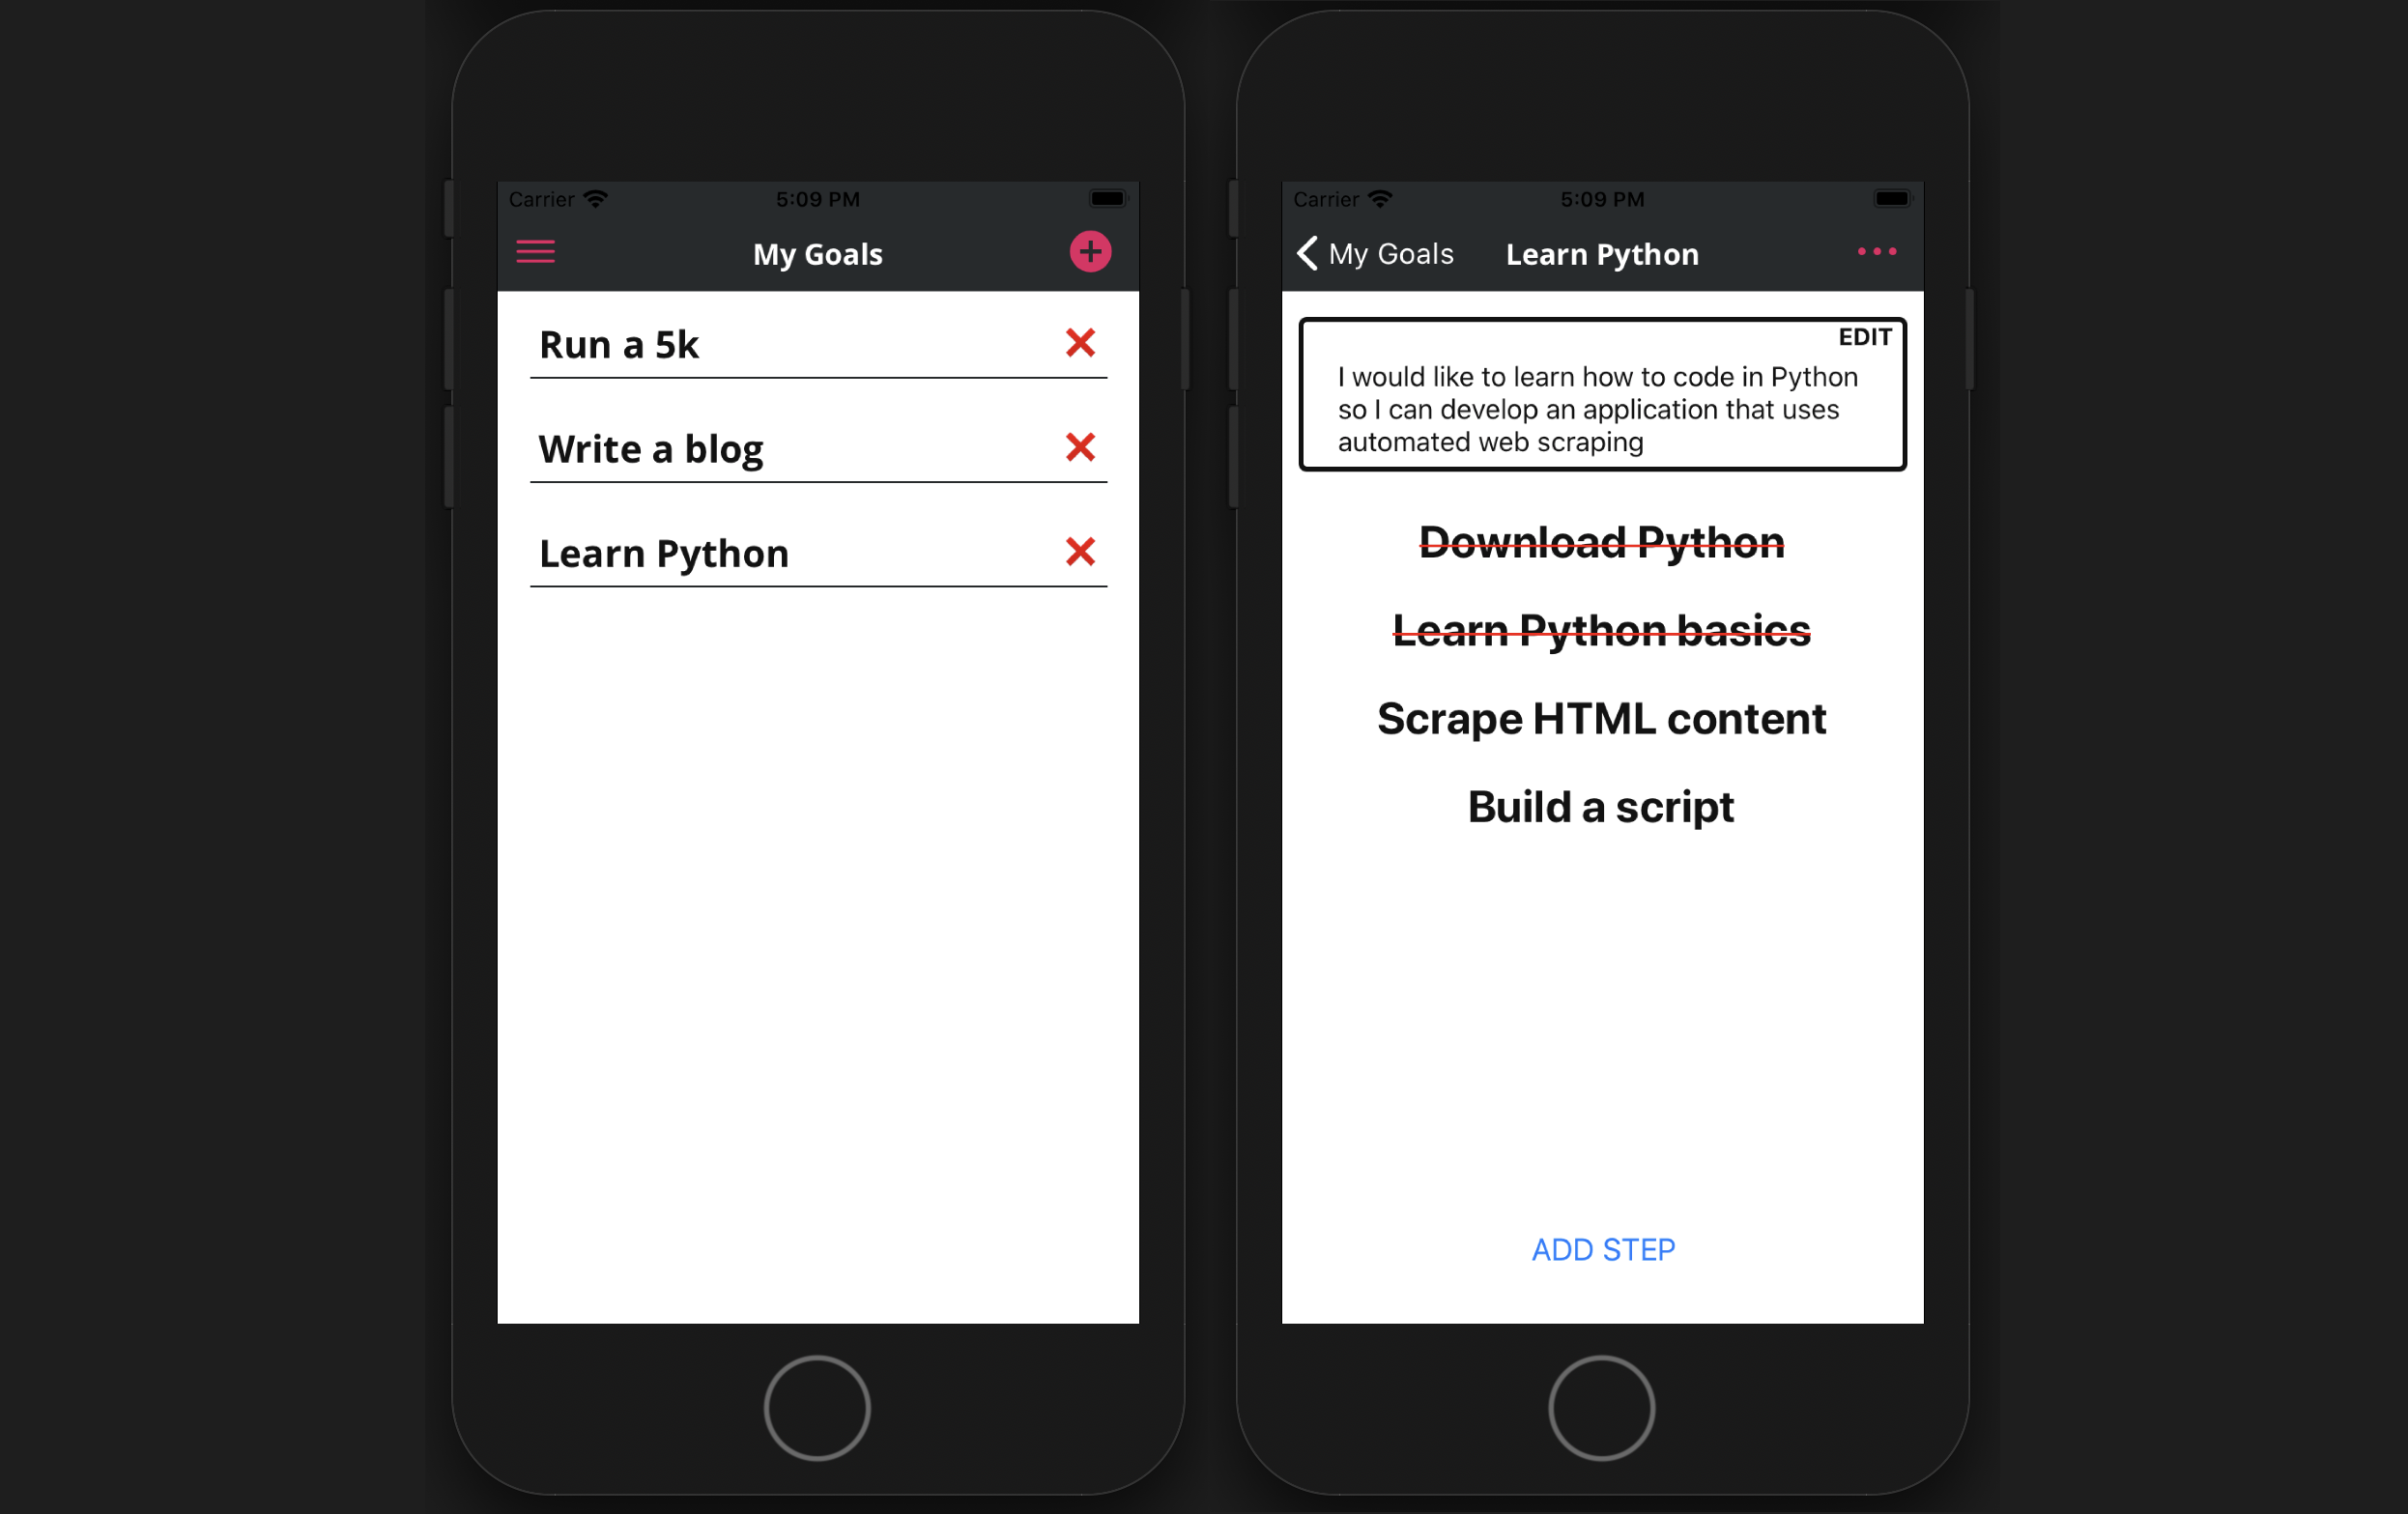 Carrier
5:09 PM
My Goals
Run a 5k
Write a blog
Learn Python
Carrier
5:09 PM
My Goals
Learn Python
EDIT
I would like to learn how to code in Python
so I can develop an application that uses
automated web scraping
Download Python
Learn Python basics
Scrape HTML content
Build a script
ADD STEP